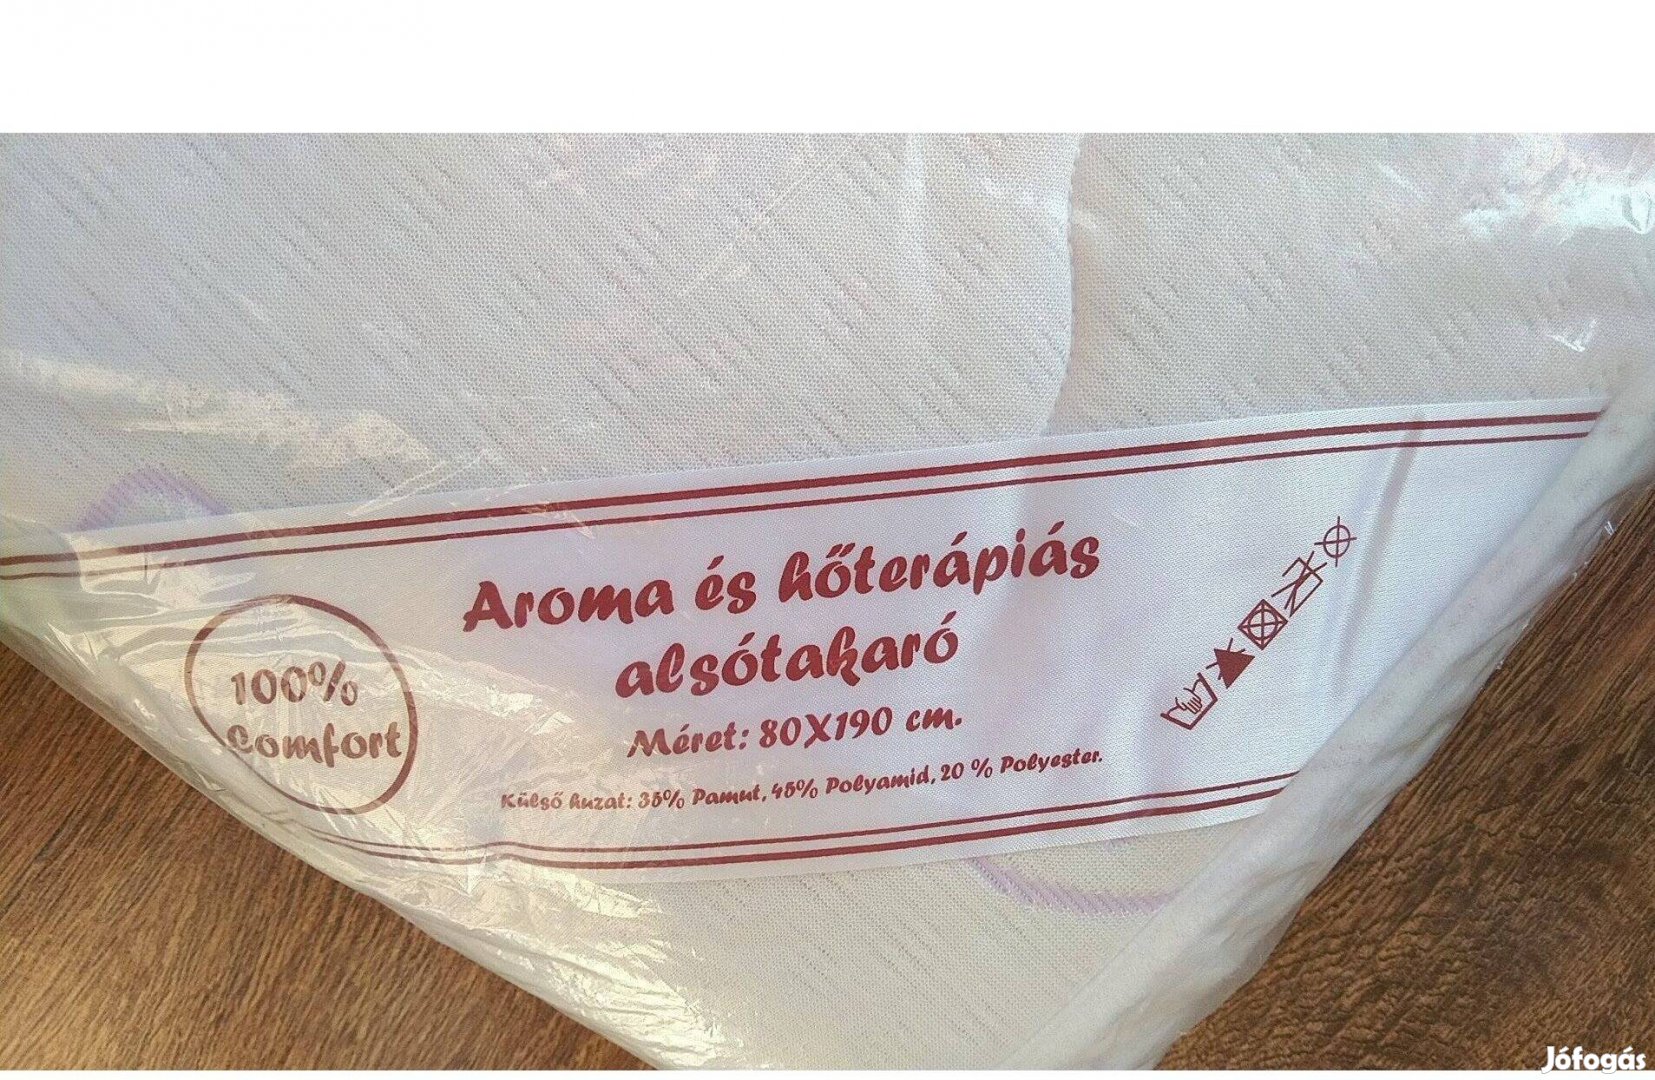 Aroma és hőterápiás
alsótakaró
Méret: 80X190 cm.
Külső huzat: 35% Pamut, 45% Polyamid, 20 % Polyester.
100%
Comfort
Jófogás